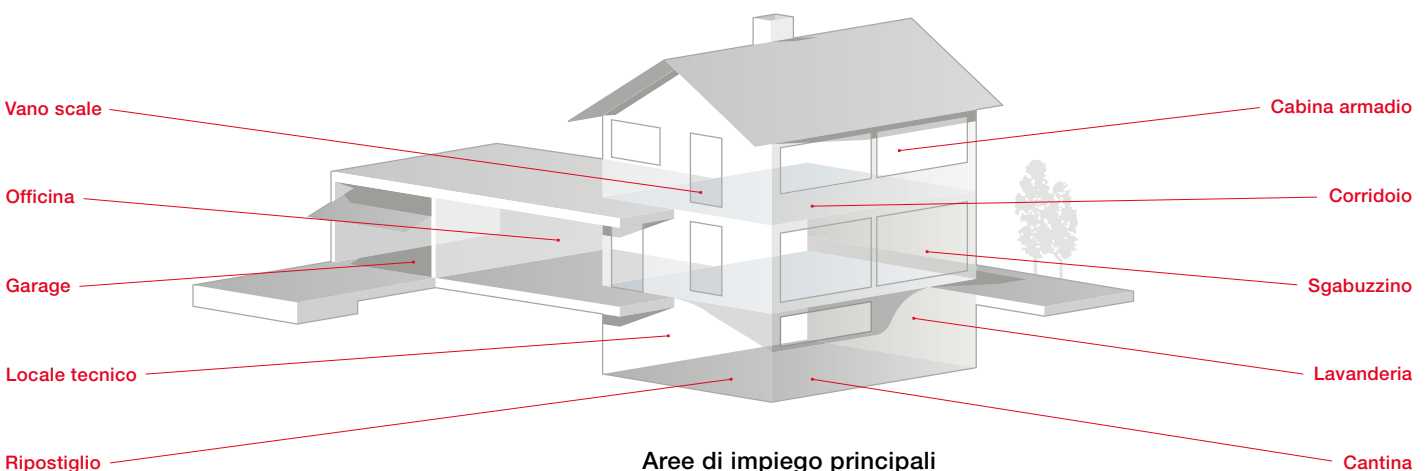 Vano scale
Officina
Garage
Locale tecnico
Ripostiglio
Cabina armadio
Corridoio
Sgabuzzino
Lavanderia
Cantina
Aree di impiego principali